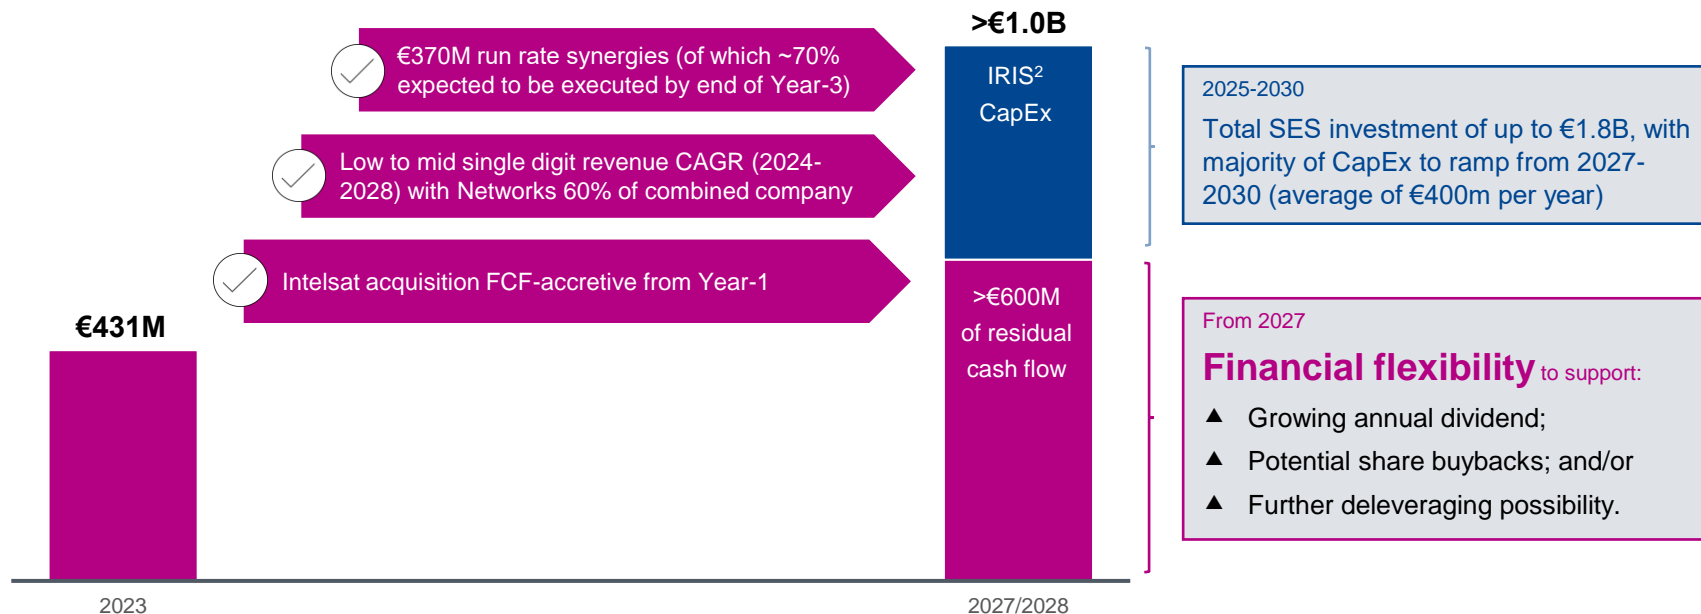 €431M
2023
€370M run rate synergies (of which ~70%
expected to be executed by end of Year-3)
Low to mid single digit revenue CAGR (2024-
2028) with Networks 60% of combined company
Intelsat acquisition FCF-accretive from Year-1
>€1.0B
IRIS²
CapEx
>€600M
of residual
cash flow
2027/2028
2025-2030
Total SES investment of up to €1.8B, with
majority of CapEx to ramp from 2027-
2030 (average of €400m per year)
From 2027
Financial flexibility to support:
▲ Growing annual dividend;
▲ Potential share buybacks; and/or
▲ Further deleveraging possibility.